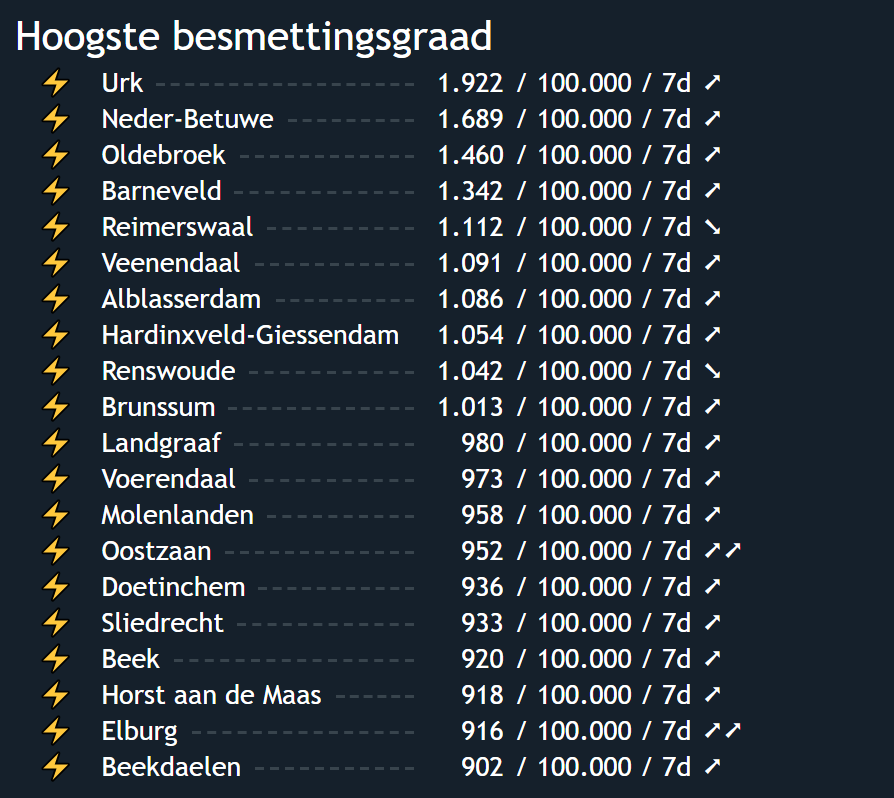 Hoogste besmettingsgraad
⚡ Urk 1.922 / 100.000 / 7d ➚
⚡ Neder-Betuwe 1.689 / 100.000 / 7d ➚
⚡ Oldebroek 1.460 / 100.000 / 7d ➚
⚡ Barneveld 1.342 / 100.000 / 7d ➚
⚡ Reimerswaal 1.112 / 100.000 / 7d ➘
⚡ Veenendaal 1.091 / 100.000 / 7d ➚
⚡ Alblasserdam 1.086 / 100.000 / 7d ➚
⚡ Hardinxveld-Giessendam 1.054 / 100.000 / 7d ➚
⚡ Renswoude 1.042 / 100.000 / 7d ➘
⚡ Brunssum 1.013 / 100.000 / 7d ➚
⚡ Landgraaf 980 / 100.000 / 7d ➚
⚡ Voerendaal 973 / 100.000 / 7d ➚
⚡ Molenlanden 958 / 100.000 / 7d ➚
⚡ Oostzaan 952 / 100.000 / 7d ➚➚
⚡ Doetinchem 936 / 100.000 / 7d ➚
⚡ Sliedrecht 933 / 100.000 / 7d ➚
⚡ Beek 920 / 100.000 / 7d ➚
⚡ Horst aan de Maas 918 / 100.000 / 7d ➚
⚡ Elburg 916 / 100.000 / 7d ➚➚
⚡ Beekdaelen 902 / 100.000 / 7d ➚